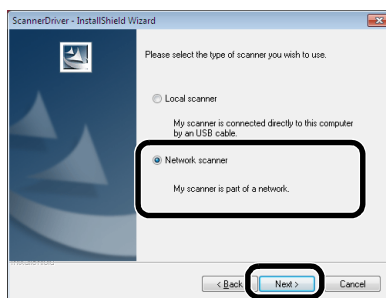 ScannerDriver - InstallShield Wizard
Please select the type of scanner you wish to use.
Local scanner
My scanner is connected directly to this computer
by an USB cable.
Network scanner
My scanner is part of a network.
InstallShield
< Back
Next >
Cancel